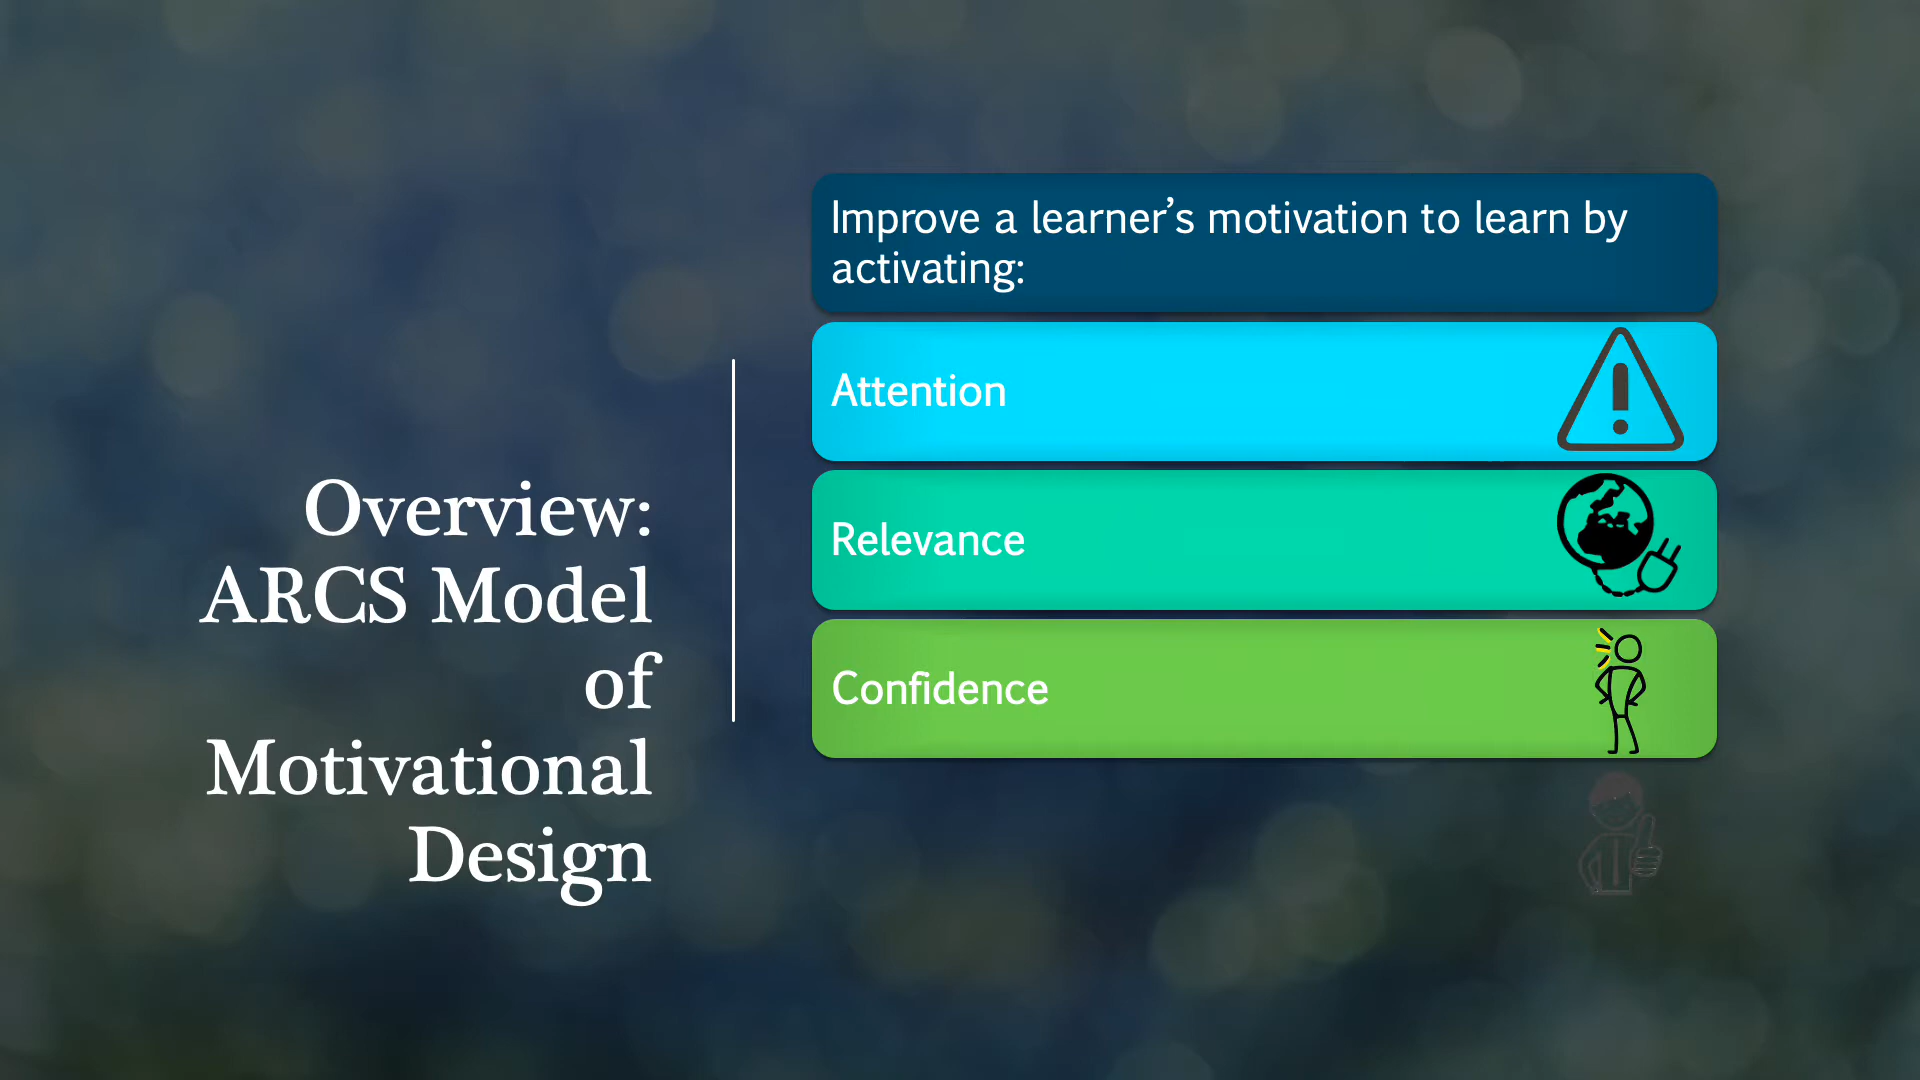 Overview:
ARCS Model
of
Motivational
Design
Improve a learner’s motivation to learn by
activating:
Attention
Relevance
Confidence